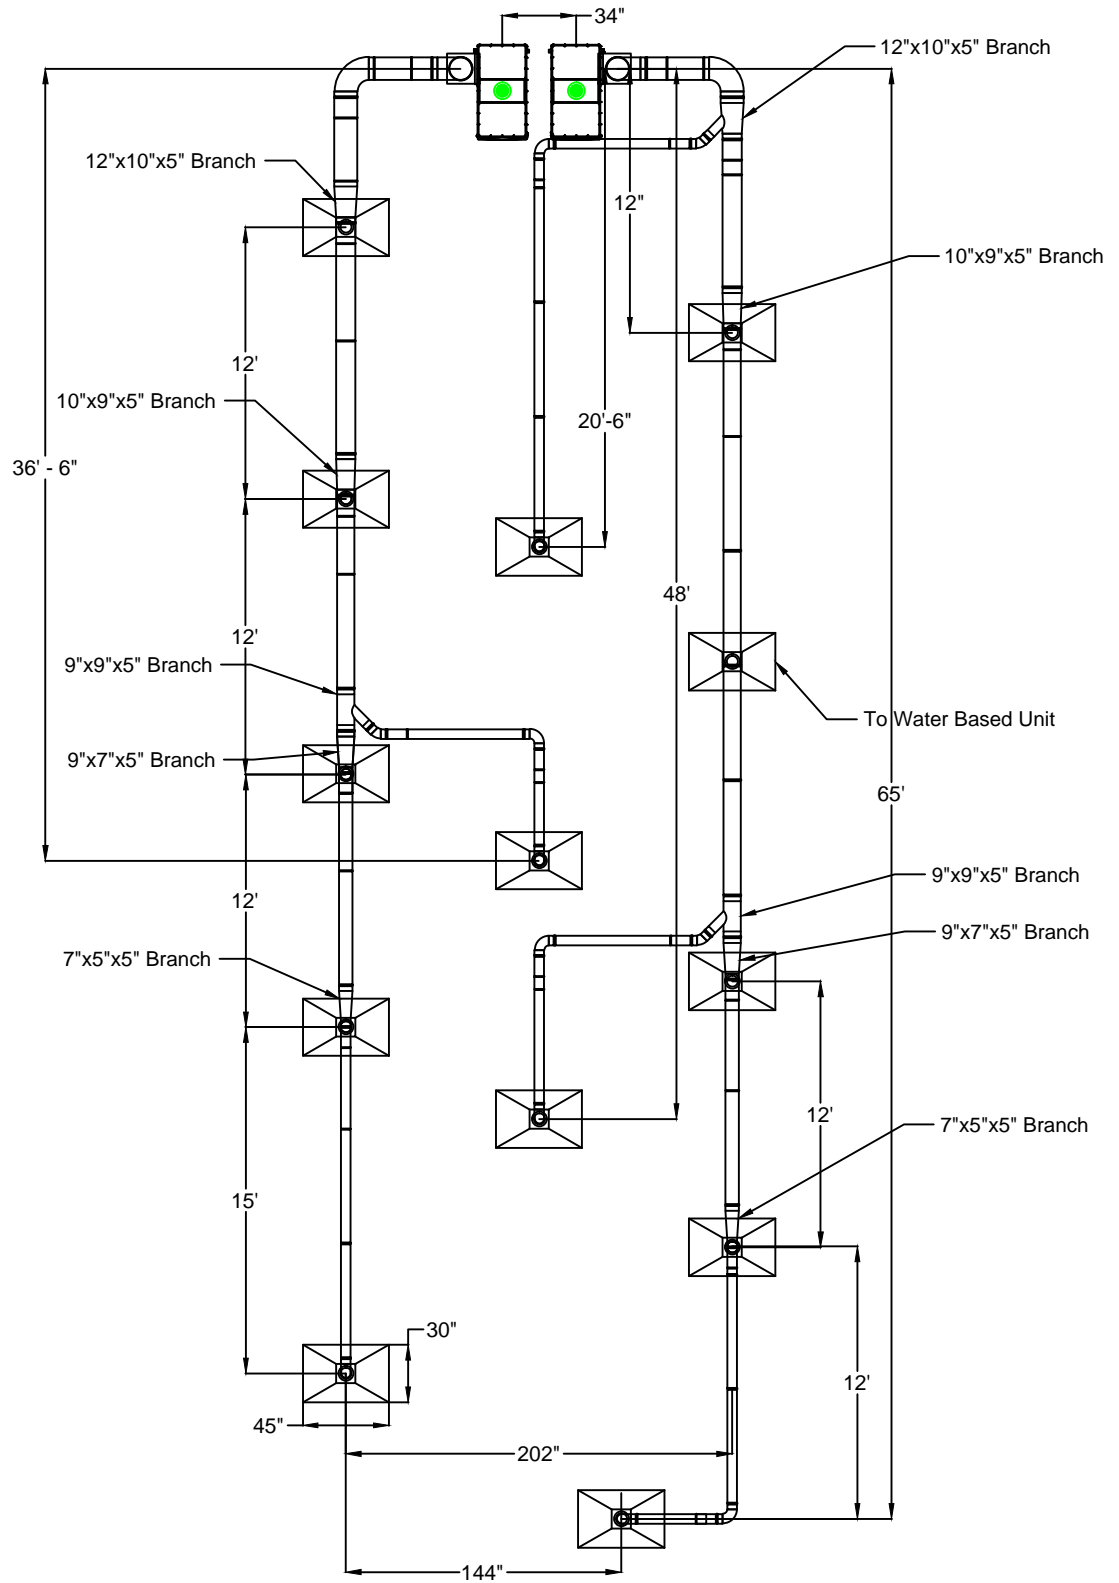 34"
12"x10"x5" Branch
12"x10"x5" Branch
12"
10"x9"x5" Branch
12'
10"x9"x5" Branch
20'-6"
36' - 6"
48'
12'
9"x9"x5" Branch
To Water Based Unit
9"x7"x5" Branch
65'
9"x9"x5" Branch
12'
9"x7"x5" Branch
7"x5"x5" Branch
12'
7"x5"x5" Branch
15'
30"
12'
45"
202"
144"